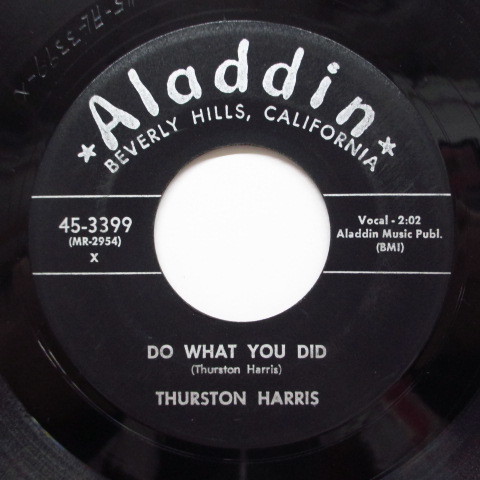 Aladdin
BEVERLY HILLS, CALIFORNIA
45-3399
(MR-2954)
X
Vocal - 2:02
Aladdin Music Publ.
(BMI)
DO WHAT YOU DID
(Thurston Harris)
THURSTON HARRIS